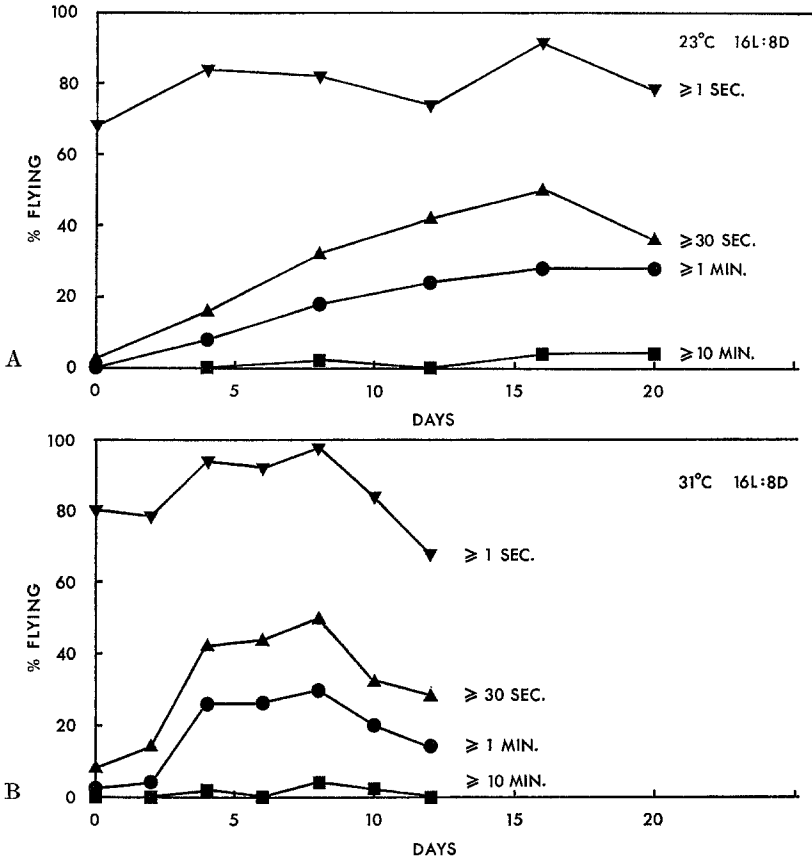 100
80
60
40
20
0
% FLYING
23°C 16L:8D
⩾ 1 SEC.
⩾30 SEC.
⩾ 1 MIN.
⩾ 10 MIN.
A
0 5 10 15 20
DAYS
100
80
60
40
20
0
% FLYING
31°C 16L:8D
⩾ 1 SEC.
⩾ 30 SEC.
⩾ 1 MIN.
⩾ 10 MIN.
B
0 5 10 15 20
DAYS